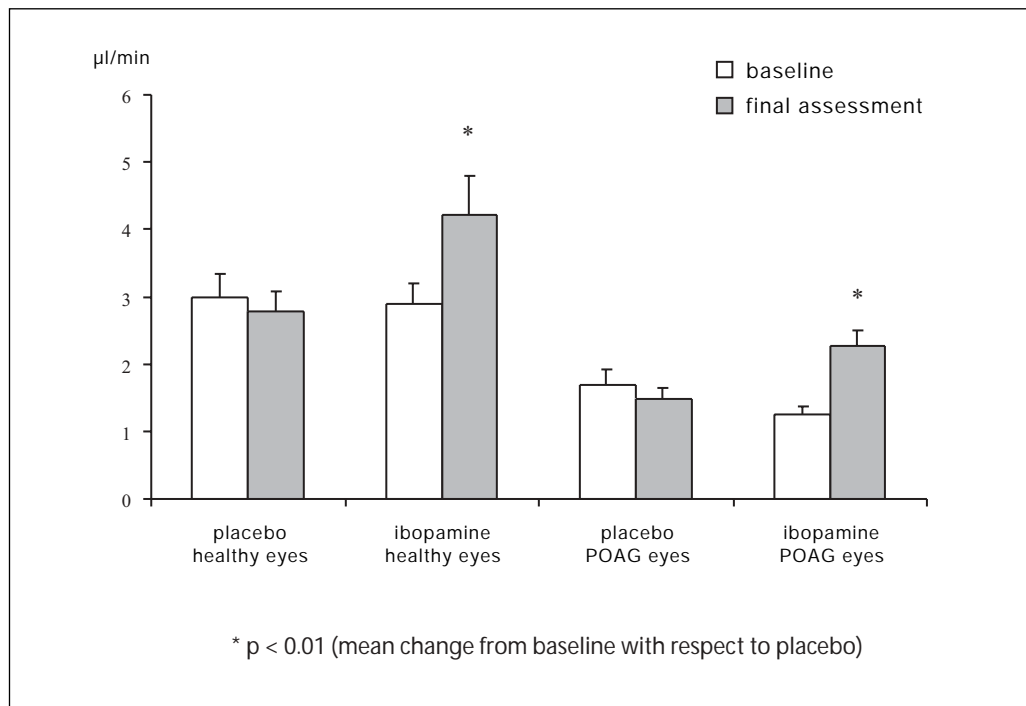 µl/min
baseline
final assessment
6
5
4
3
2
1
0
*
*
placebo
healthy eyes
ibopamine
healthy eyes
placebo
POAG eyes
ibopamine
POAG eyes
* p < 0.01 (mean change from baseline with respect to placebo)